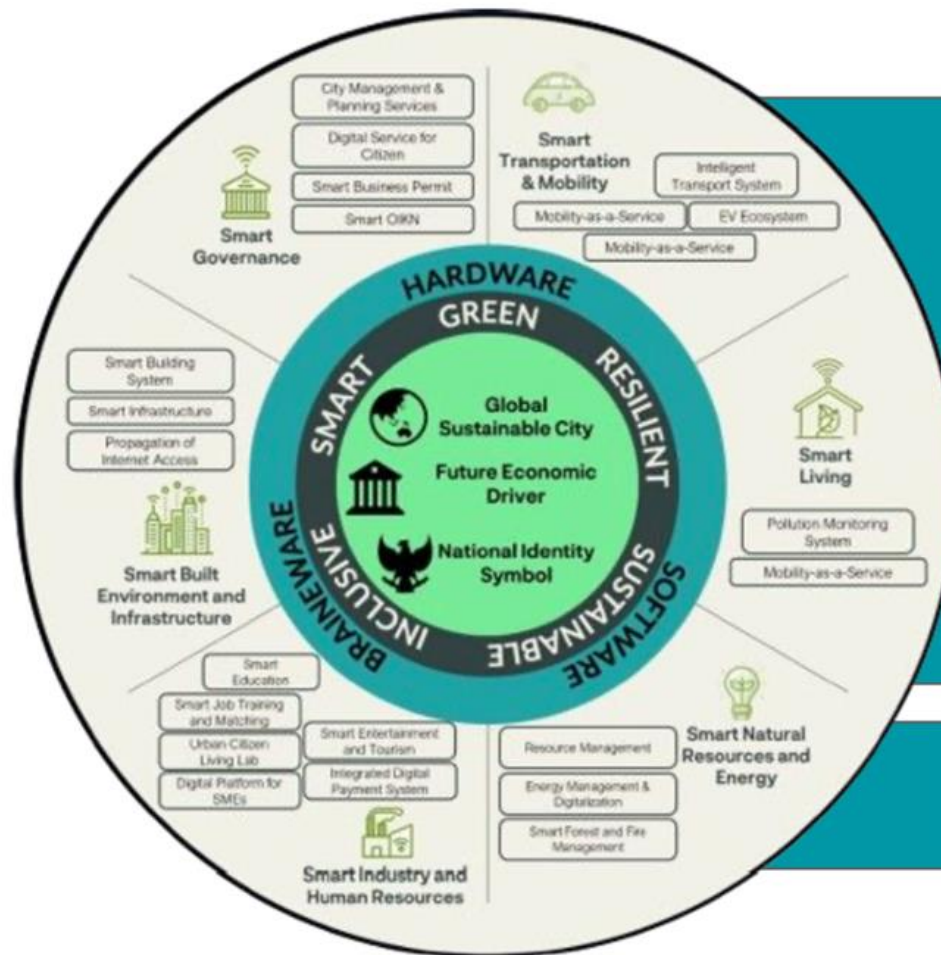 City Management &
Planning Services
Digital Service for
Citizen
Smart Business Permit
Smart OIKN
Smart
Governance
Smart
Transportation
& Mobility
Intelligent
Transport System
Mobility-as-a-Service
EV Ecosystem
Mobility-as-a-Service
Smart Building
System
Smart Infrastructure
Propagation of
Internet Access
Smart Built
Environment and
Infrastructure
HARDWARE
SOFTWARE
BRAINEWARE
GREEN
RESILIENT
SUSTAINABLE
INCLUSIVE
SMART
Global
Sustainable City
Future Economic
Driver
National Identity
Symbol
Smart
Living
Pollution Monitoring
System
Mobility-as-a-Service
Smart
Education
Smart Job Training
and Matching
Urban Citizen
Living Lab
Digital Platform for
SMEs
Smart Entertainment
and Tourism
Integrated Digital
Payment System
Smart Industry and
Human Resources
Resource Management
Energy Management &
Digitalization
Smart Forest and Fire
Management
Smart Natural
Resources and
Energy